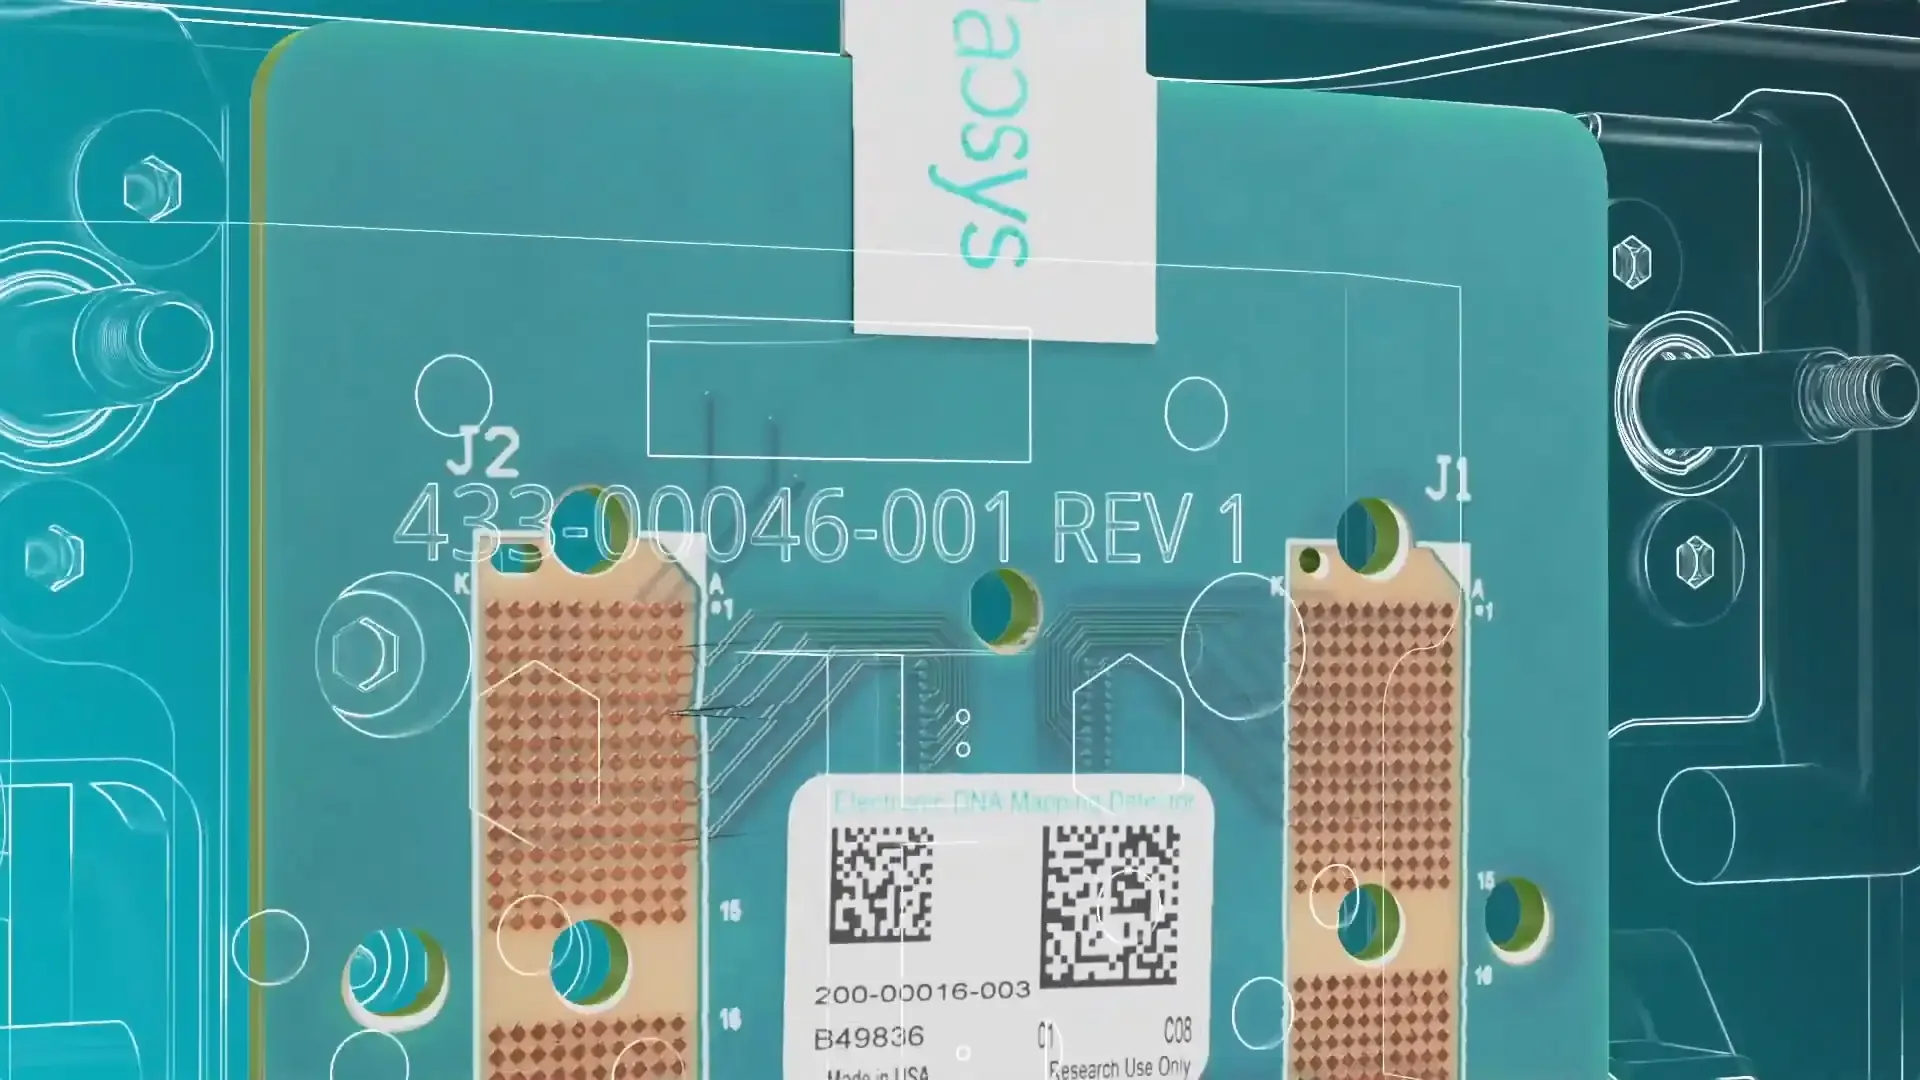 absys
J2
J1
433-00046-001 REV 1
K
A
1
K
A
1
15
16
15
16
Electronic DNA Mapping Detector
200-00016-003
B49836
01
C08
Made in USA
Research Use Only